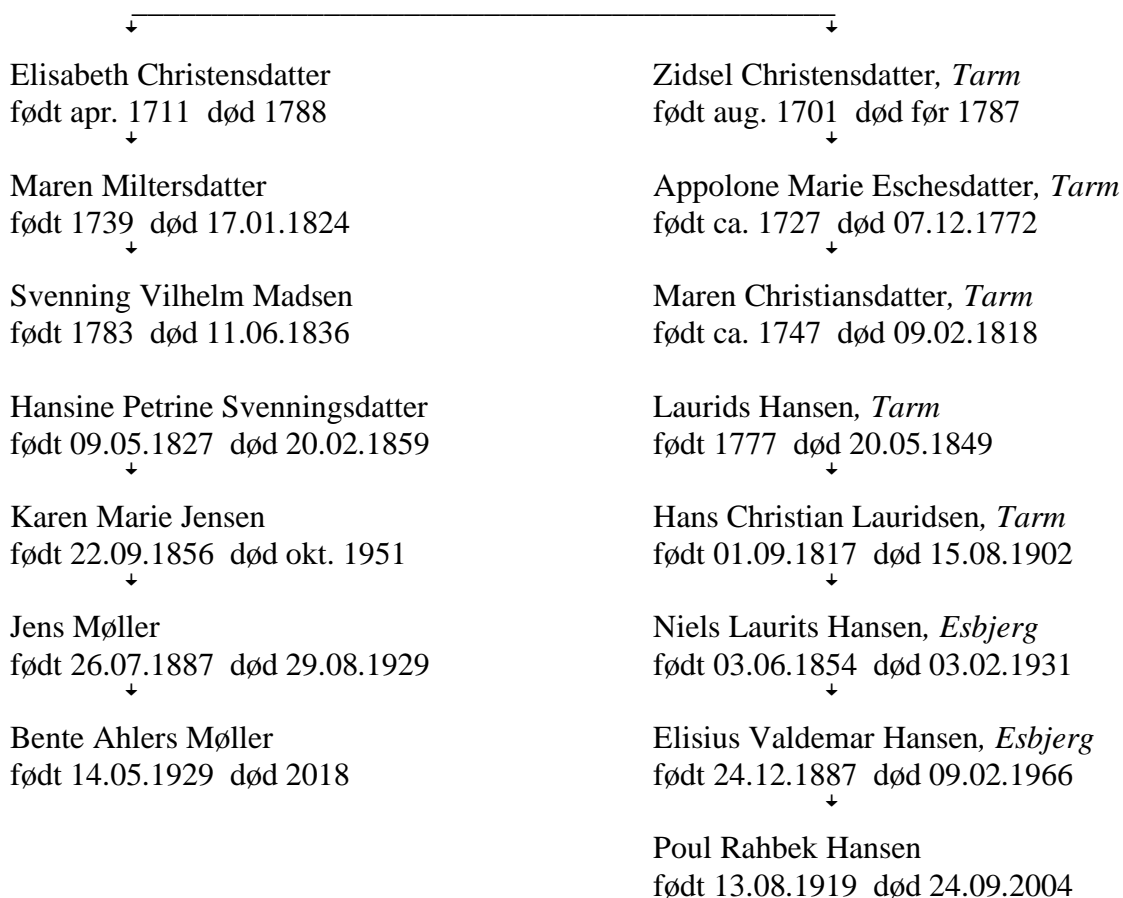 Elisabeth Christensdatter
født apr. 1711  død 1788
Maren Miltersdatter
født 1739  død 17.01.1824
Svenning Vilhelm Madsen
født 1783  død 11.06.1836
Hansine Petrine Svenningsdatter
født 09.05.1827  død 20.02.1859
Karen Marie Jensen
født 22.09.1856  død okt. 1951
Jens Møller
født 26.07.1887  død 29.08.1929
Bente Ahlers Møller
født 14.05.1929  død 2018
Zidsel Christensdatter, Tarm
født aug. 1701  død før 1787
Appolone Marie Eschesdatter, Tarm
født ca. 1727  død 07.12.1772
Maren Christiansdatter, Tarm
født ca. 1747  død 09.02.1818
Laurids Hansen, Tarm
født 1777  død 20.05.1849
Hans Christian Lauridsen, Tarm
født 01.09.1817  død 15.08.1902
Niels Laurits Hansen, Esbjerg
født 03.06.1854  død 03.02.1931
Elisius Valdemar Hansen, Esbjerg
født 24.12.1887  død 09.02.1966
Poul Rahbek Hansen
født 13.08.1919  død 24.09.2004